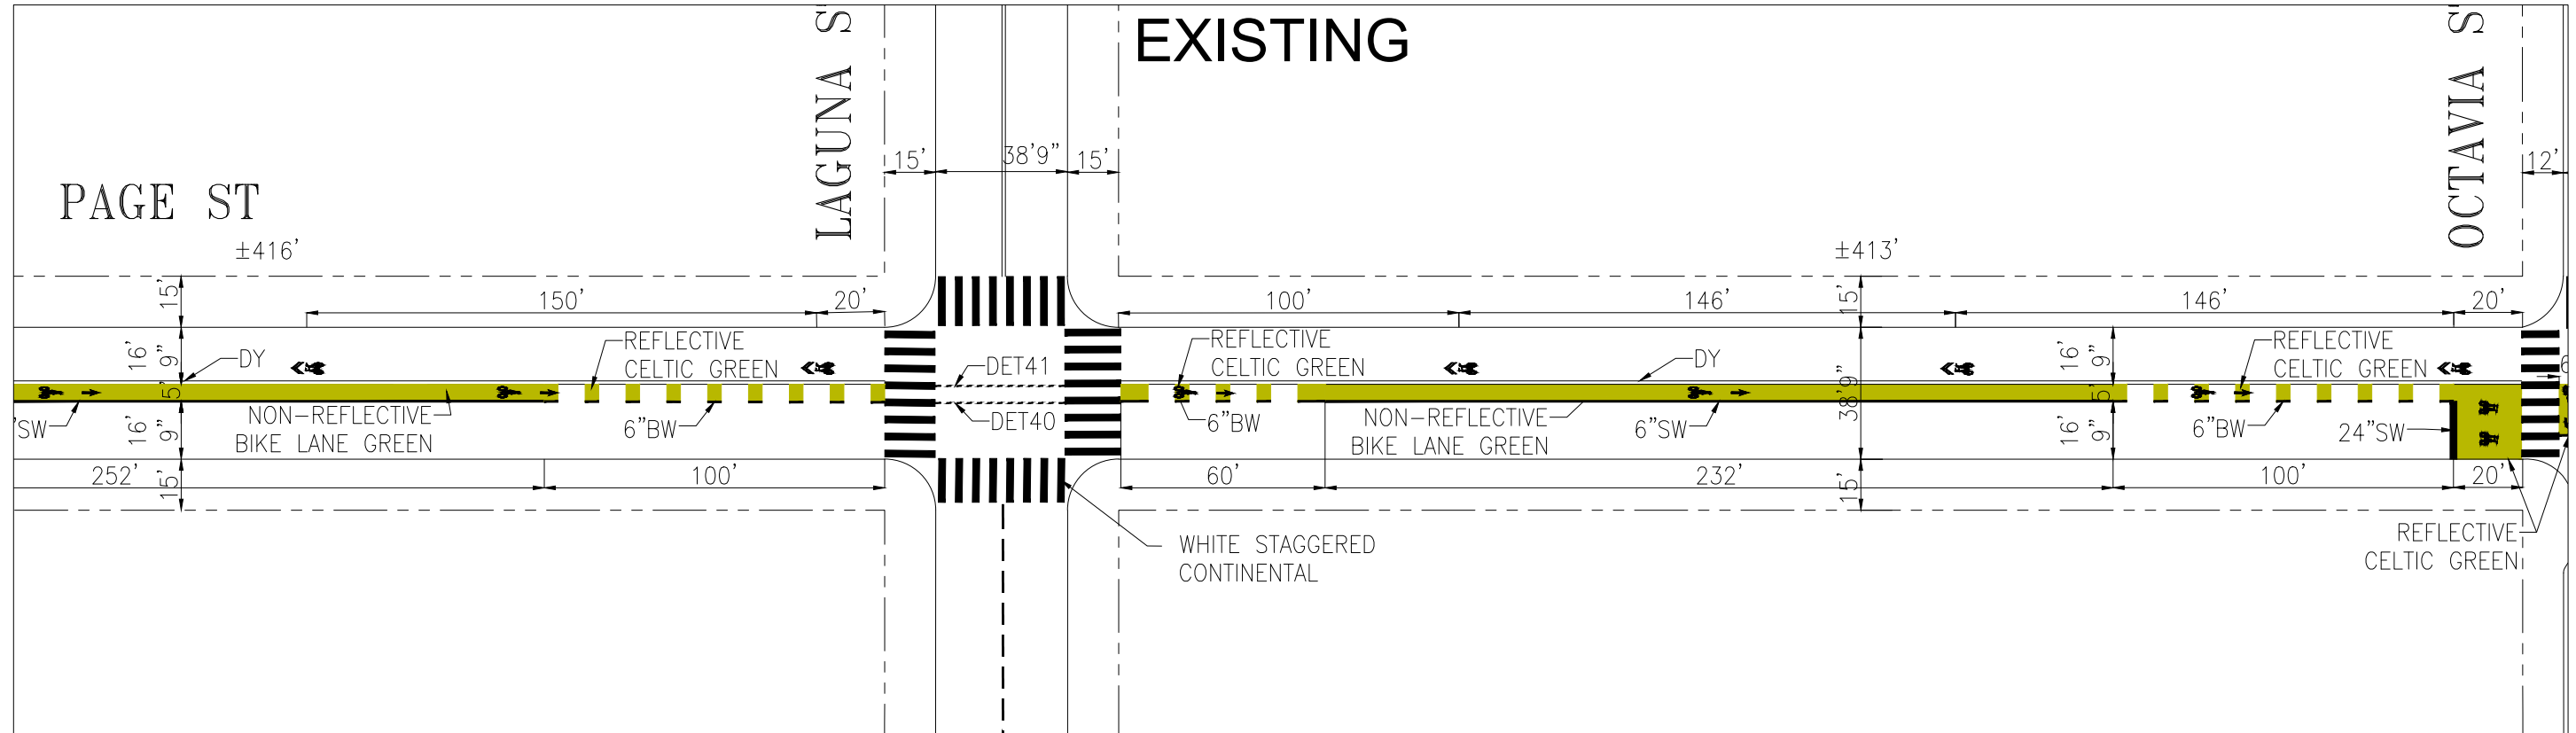 EXISTING
LAGUNA S
OCTAVIA S
PAGE ST
15'
38'9"
15'
12'
±416'
±413'
15'
150'
20'
100'
146'
15'
146'
20'
16'
9"
DY
REFLECTIVE
CELTIC GREEN
DET41
REFLECTIVE
CELTIC GREEN
DY
38'9"
16'
9"
REFLECTIVE
CELTIC GREEN
5'
5'
'SW
16'
9"
NON-REFLECTIVE
BIKE LANE GREEN
6"BW
DET40
6"BW
NON-REFLECTIVE
BIKE LANE GREEN
6"SW
16'
9"
6"BW
24"SW
252'
15'
100'
60'
232'
15'
100'
20'
WHITE STAGGERED
CONTINENTAL
REFLECTIVE
CELTIC GREEN